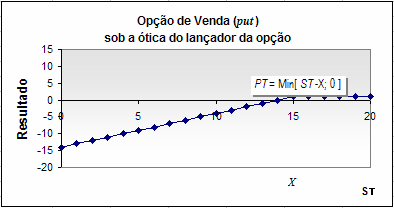 Opção de Venda (put)
sob a ótica do lançador da opção
Resultado
15
10
5
0
-5
-10
-15
-20
PT = Min[ ST-X; 0 ]
0
5
10
15
20
X
ST